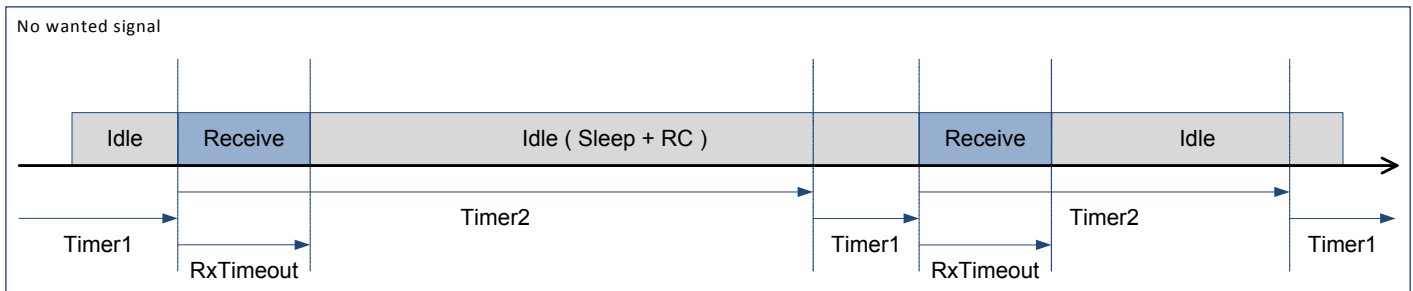 No wanted signal
Idle
Receive
Idle ( Sleep + RC )
Receive
Idle
Timer2
Timer2
Timer1
Timer1
Timer1
RxTimeout
RxTimeout